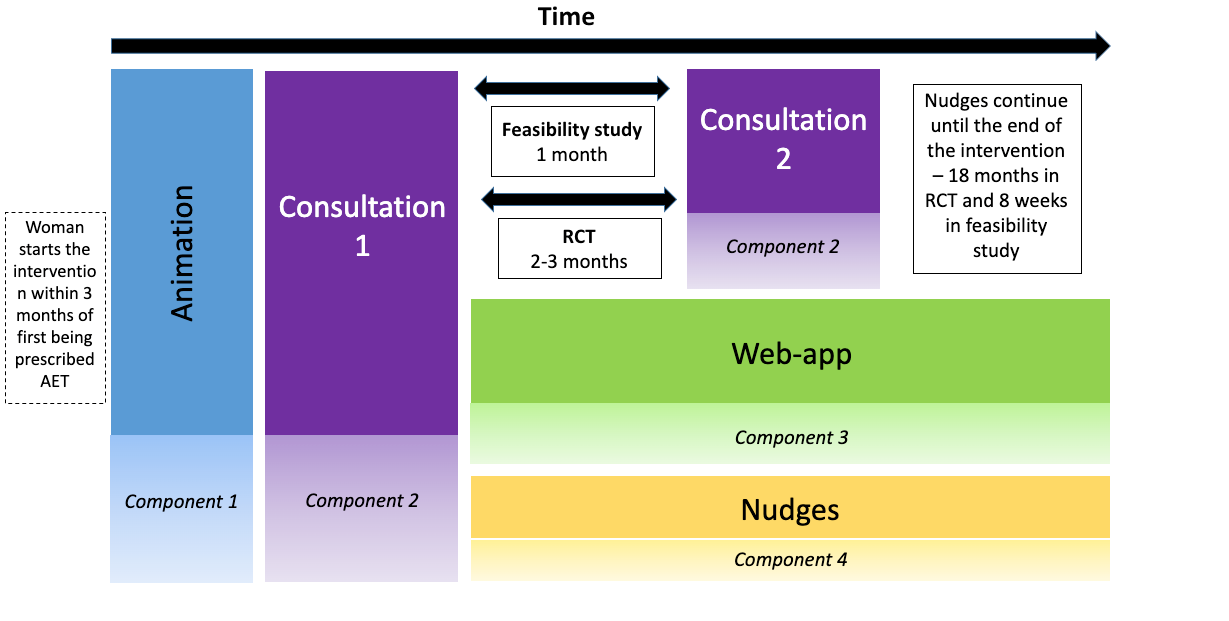 Time
Woman
starts the
interventio
n within 3
months of
first being
prescribed
AET
Animation
Component 1
Consultation
1
Component 2
Feasibility study
1 month
RCT
2-3 months
Consultation
2
Component 2
Nudges continue
until the end of
the intervention
– 18 months in
RCT and 8 weeks
in feasibility
study
Web-app
Component 3
Nudges
Component 4